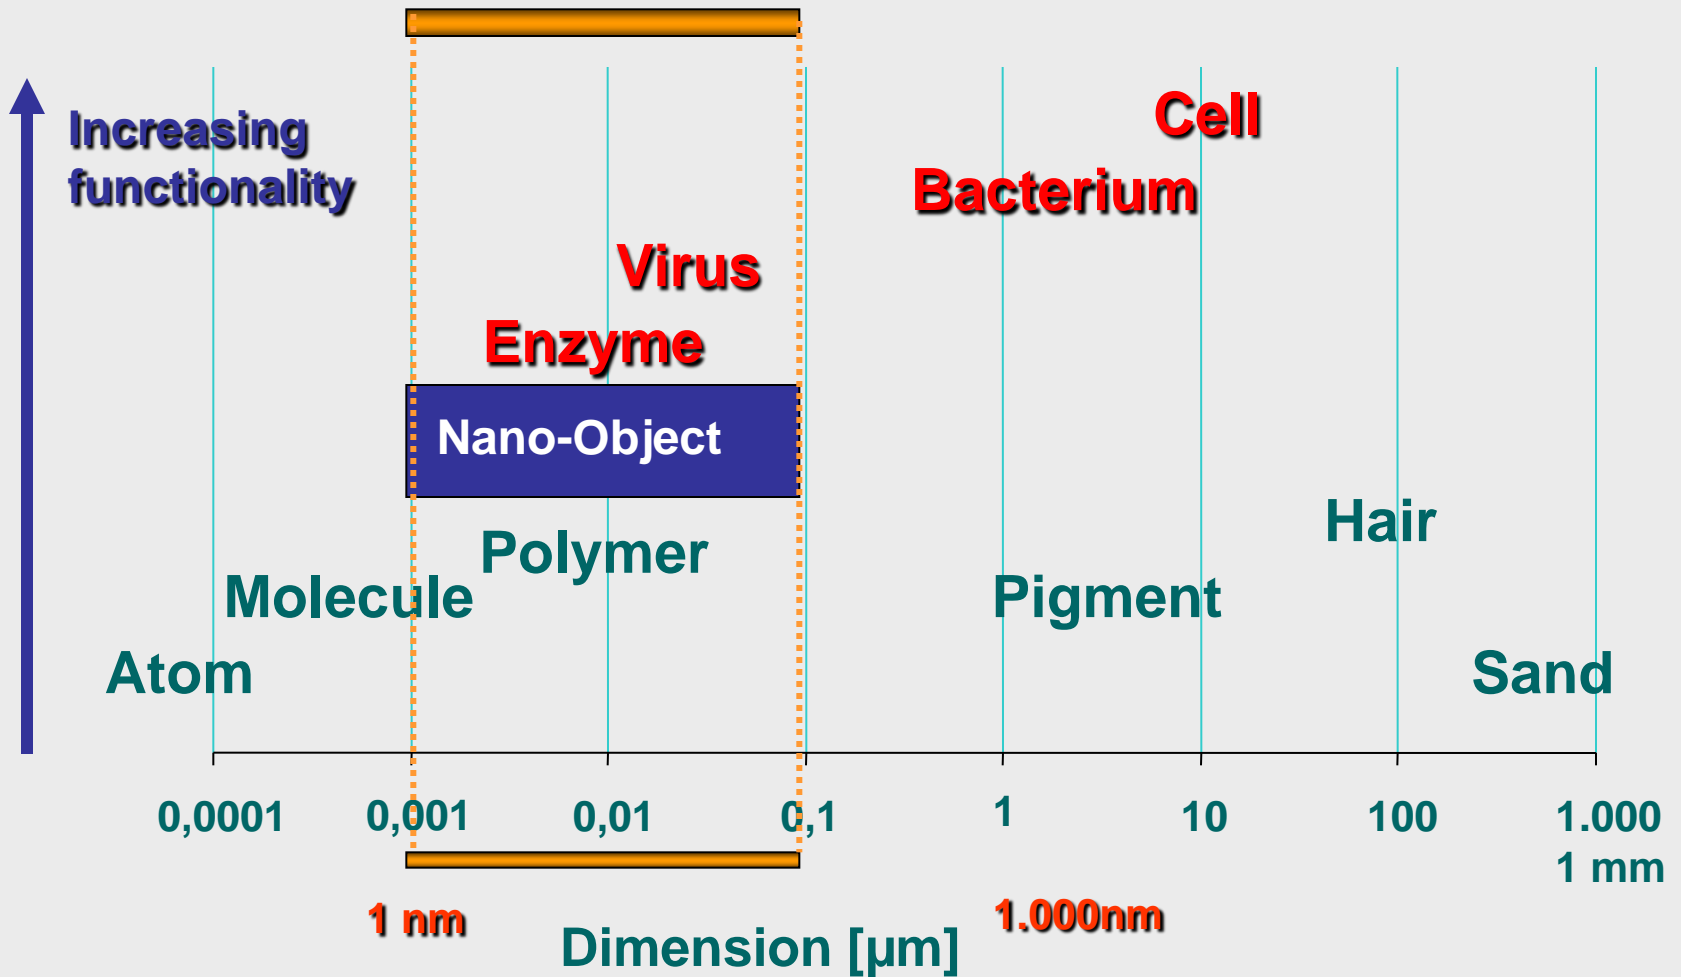 Increasing
functionality
Cell
Bacterium
Virus
Enzyme
Nano-Object
Hair
Polymer
Molecule
Pigment
Atom
Sand
0,0001
0,001
0,01
0,1
1
10
100
1.000
1 mm
1 nm
1.000nm
Dimension [µm]